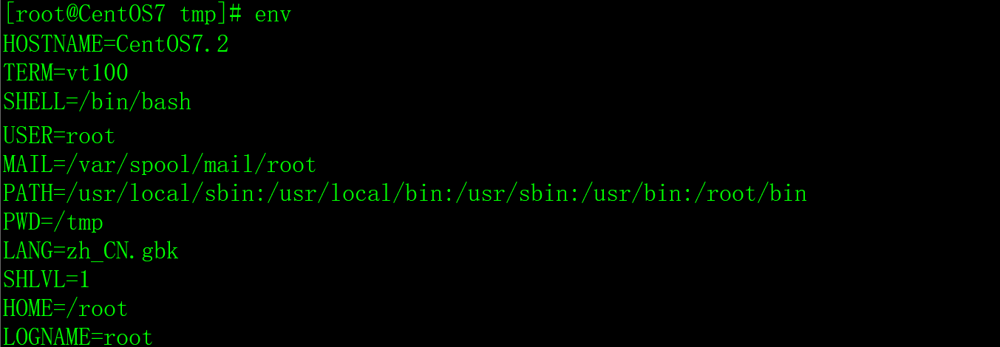 [root@CentOS7 tmp]# env
HOSTNAME=CentOS7.2
TERM=vt100
SHELL=/bin/bash
USER=root
MAIL=/var/spool/mail/root
PATH=/usr/local/sbin:/usr/local/bin:/usr/sbin:/usr/bin:/root/bin
PWD=/tmp
LANG=zh_CN.gbk
SHLVL=1
HOME=/root
LOGNAME=root